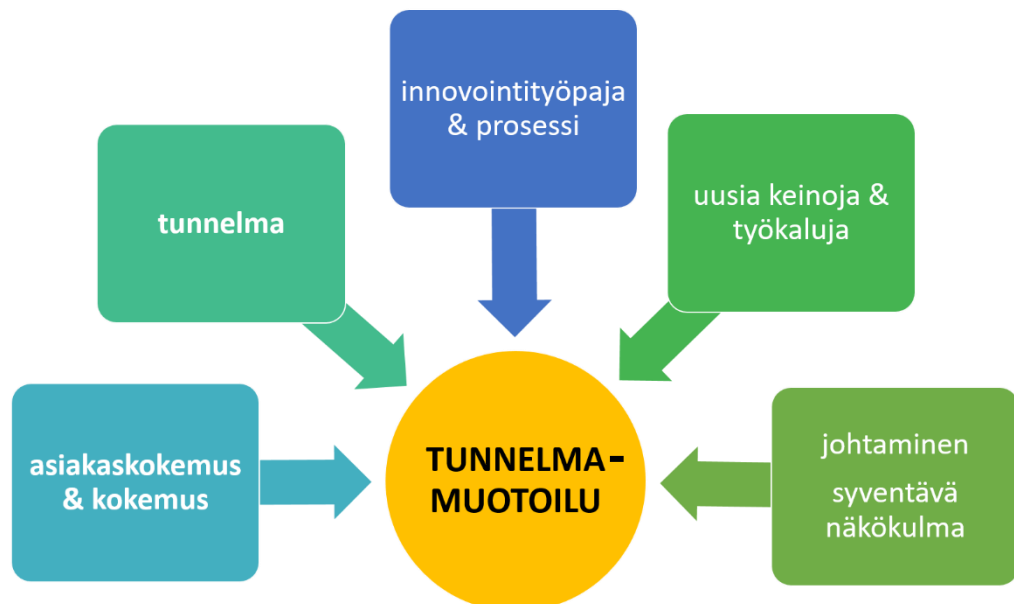 innovointityöpaja
& prosessi
tunnelma
uusia keinoja &
työkaluja
asiakaskokemus
& kokemus
TUNNELMA-
MUOTOILU
johtaminen
syventävä
näkökulma